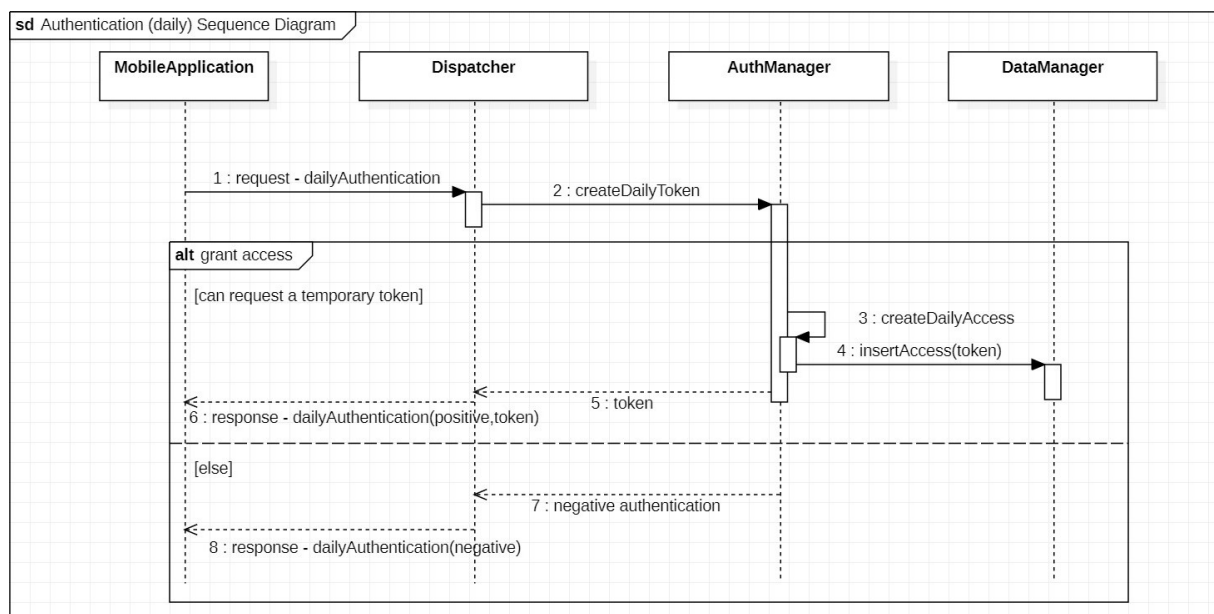 sd Authentication (daily) Sequence Diagram
MobileApplication
Dispatcher
AuthManager
DataManager
1 : request - dailyAuthentication
2 : createDailyToken
alt grant access
[can request a temporary token]
3 : createDailyAccess
4 : insertAccess(token)
5 : token
6 : response - dailyAuthentication(positive,token)
[else]
7 : negative authentication
8 : response - dailyAuthentication(negative)